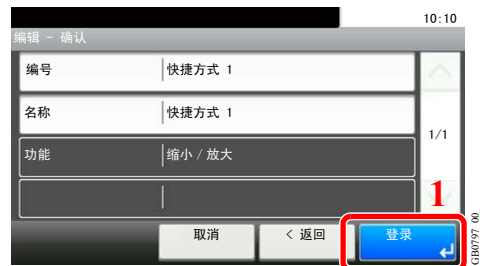 10:10
编辑 - 确认
编号 快捷方式 1
名称 快捷方式 1
1/1
功能 缩小 / 放大
1
取消 < 返回 登录
GB0797_00